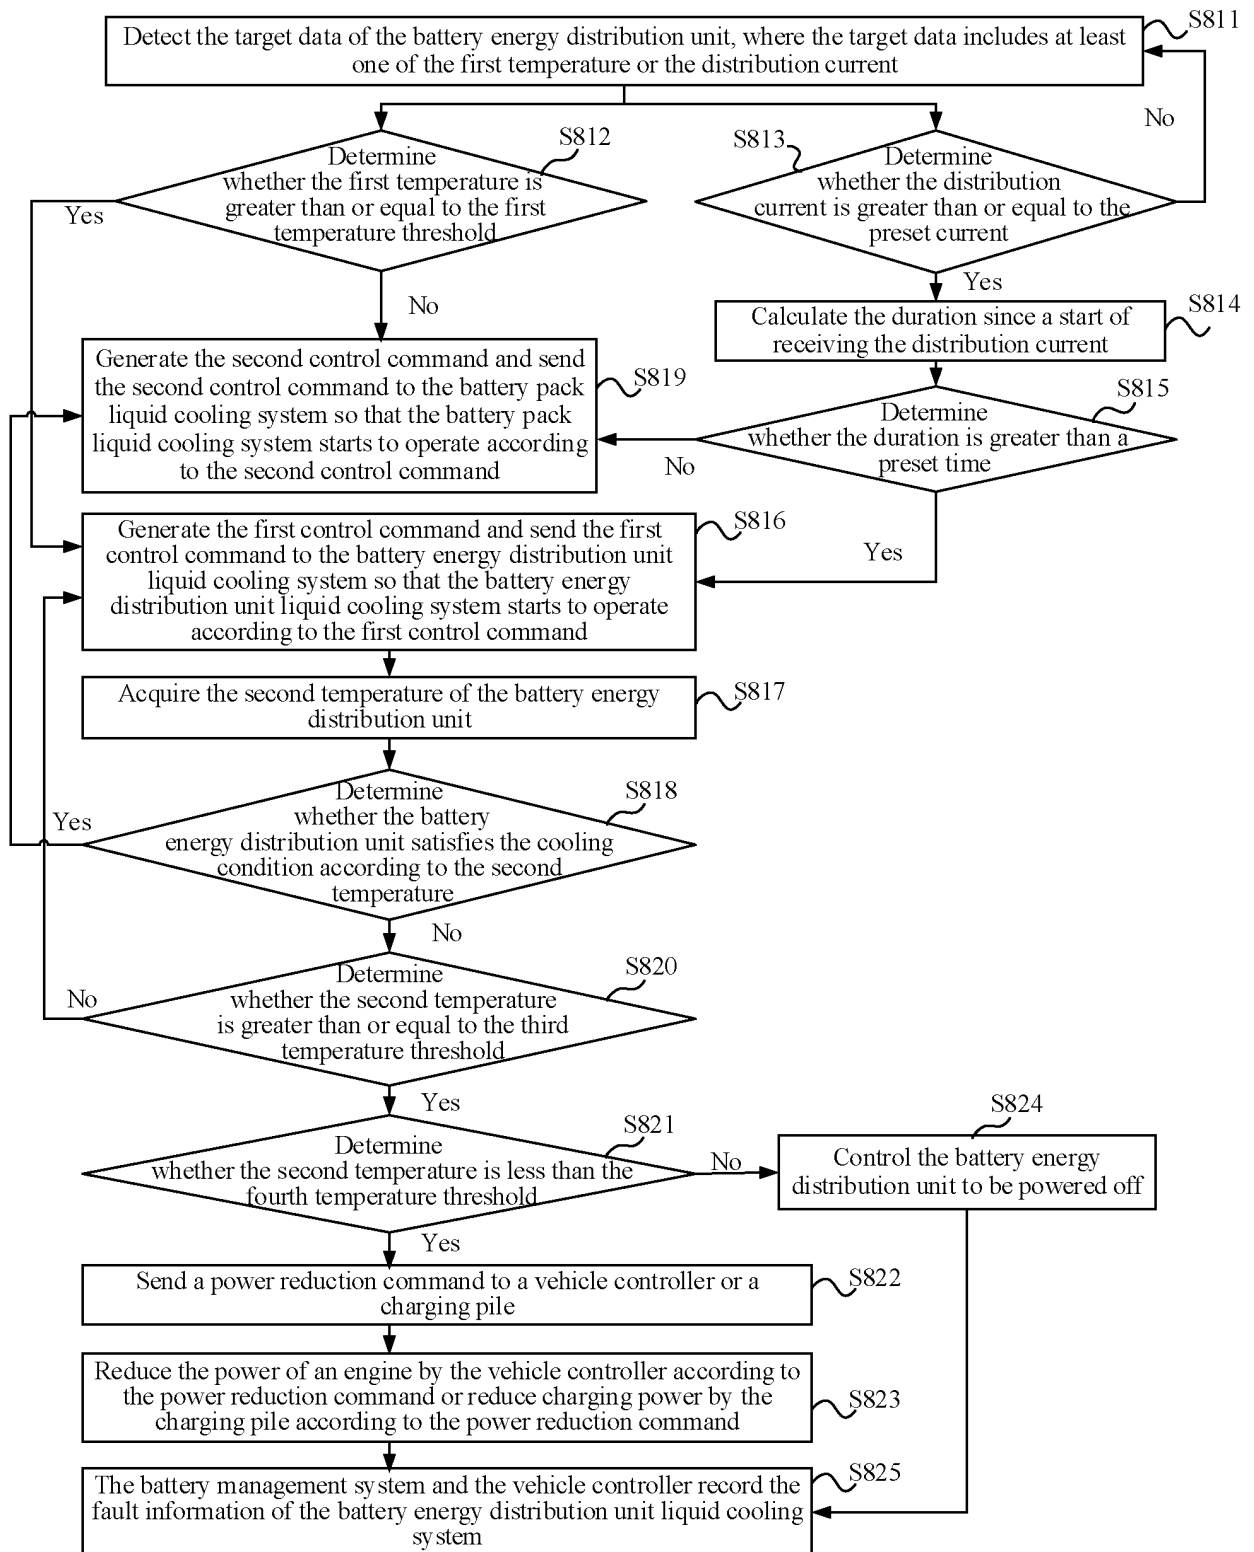 S811
Detect the target data of the battery energy distribution unit, where the target data includes at least
one of the first temperature or the distribution current
No
S812
Determine
whether the first temperature is
greater than or equal to the first
temperature threshold
Yes
No
S813
Determine
whether the distribution
current is greater than or equal to the
preset current
Yes
S814
Calculate the duration since a start of
receiving the distribution current
S819
Generate the second control command and send
the second control command to the battery pack
liquid cooling system so that the battery pack
liquid cooling system starts to operate according
to the second control command
S815
Determine
whether the duration is greater than a
preset time
No
Yes
S816
Generate the first control command and send the first
control command to the battery energy distribution unit
liquid cooling system so that the battery energy
distribution unit liquid cooling system starts to operate
according to the first control command
S817
Acquire the second temperature of the battery energy
distribution unit
S818
Determine
whether the battery
energy distribution unit satisfies the cooling
condition according to the second
temperature
Yes
No
S820
Determine
whether the second temperature
is greater than or equal to the third
temperature threshold
No
Yes
S821
Determine
whether the second temperature is less than the
fourth temperature threshold
No
S824
Control the battery energy
distribution unit to be powered off
Yes
S822
Send a power reduction command to a vehicle controller or a
charging pile
S823
Reduce the power of an engine by the vehicle controller according to
the power reduction command or reduce charging power by the
charging pile according to the power reduction command
S825
The battery management system and the vehicle controller record the
fault information of the battery energy distribution unit liquid cooling
system